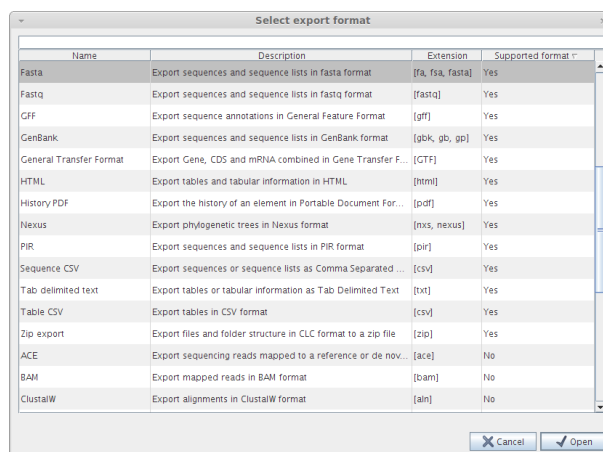 Select export format
Name Description Extension Supported format
Fasta Export sequences and sequence lists in fasta format [fa, fsa, fasta] Yes
Fastq Export sequences and sequence lists in fastq format [fastq] Yes
GFF Export sequence annotations in General Feature Format [gff] Yes
GenBank Export sequences and sequence lists in GenBank format [gbk, gb, gp] Yes
General Transfer Format Export Gene, CDS and mRNA combined in Gene Transfer F... [GTF] Yes
HTML Export tables and tabular information in HTML [html] Yes
History PDF Export the history of an element in Portable Document For... [pdf] Yes
Nexus Export phylogenetic trees in Nexus format [nxs, nexus] Yes
PIR Export sequences and sequence lists in PIR format [pir] Yes
Sequence CSV Export sequences or sequence lists as Comma Separated ... [csv] Yes
Tab delimited text Export tables or tabular information as Tab Delimited Text [txt] Yes
Table CSV Export tables in CSV format [csv] Yes
Zip export Export files and folder structure in CLC format to a zip file [zip] Yes
ACE Export sequencing reads mapped to a reference or de nov... [ace] No
BAM Export mapped reads in BAM format [bam] No
ClustalW Export alignments in ClustalW format [aln] No
Cancel Open